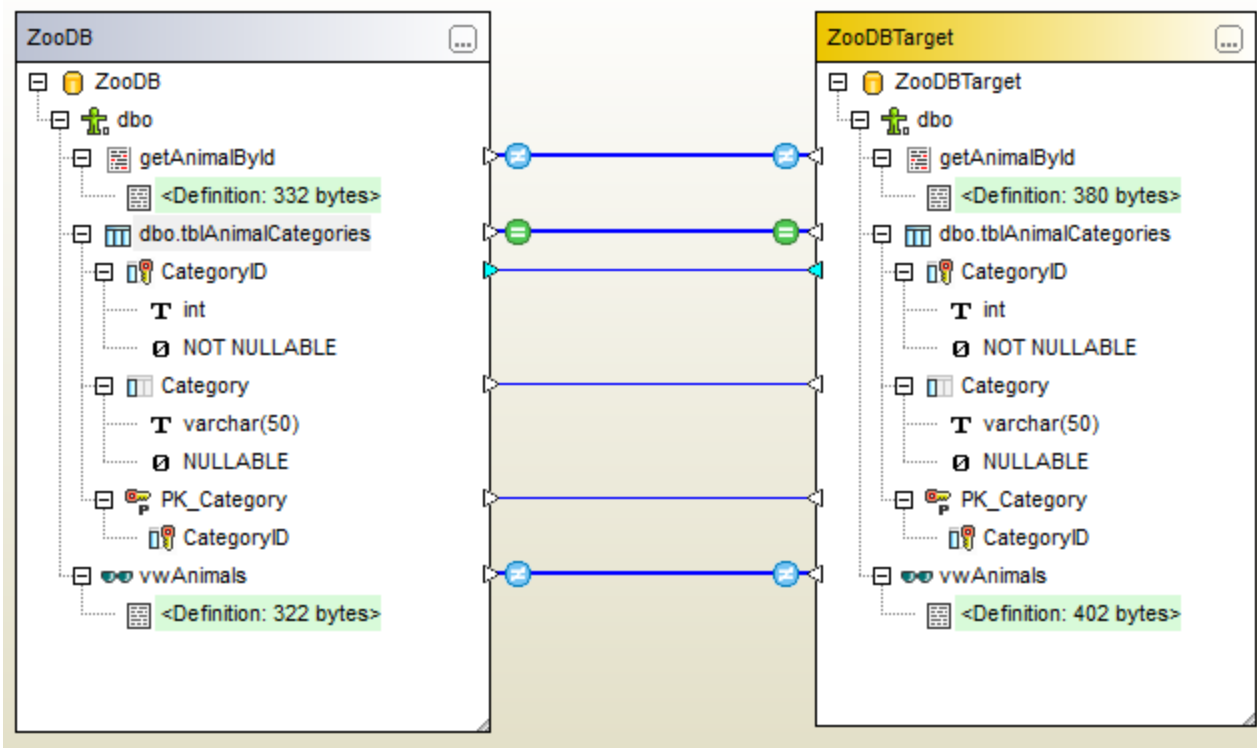 ZooDB
...
ZooDB
dbo
getAnimalById
<Definition: 332 bytes>
dbo.tblAnimalCategories
CategoryID
T int
NOT NULLABLE
Category
T varchar(50)
NULLABLE
PK_Category
CategoryID
vwAnimals
<Definition: 322 bytes>
ZooDBTarget
...
ZooDBTarget
dbo
getAnimalById
<Definition: 380 bytes>
dbo.tblAnimalCategories
CategoryID
T int
NOT NULLABLE
Category
T varchar(50)
NULLABLE
PK_Category
CategoryID
vwAnimals
<Definition: 402 bytes>